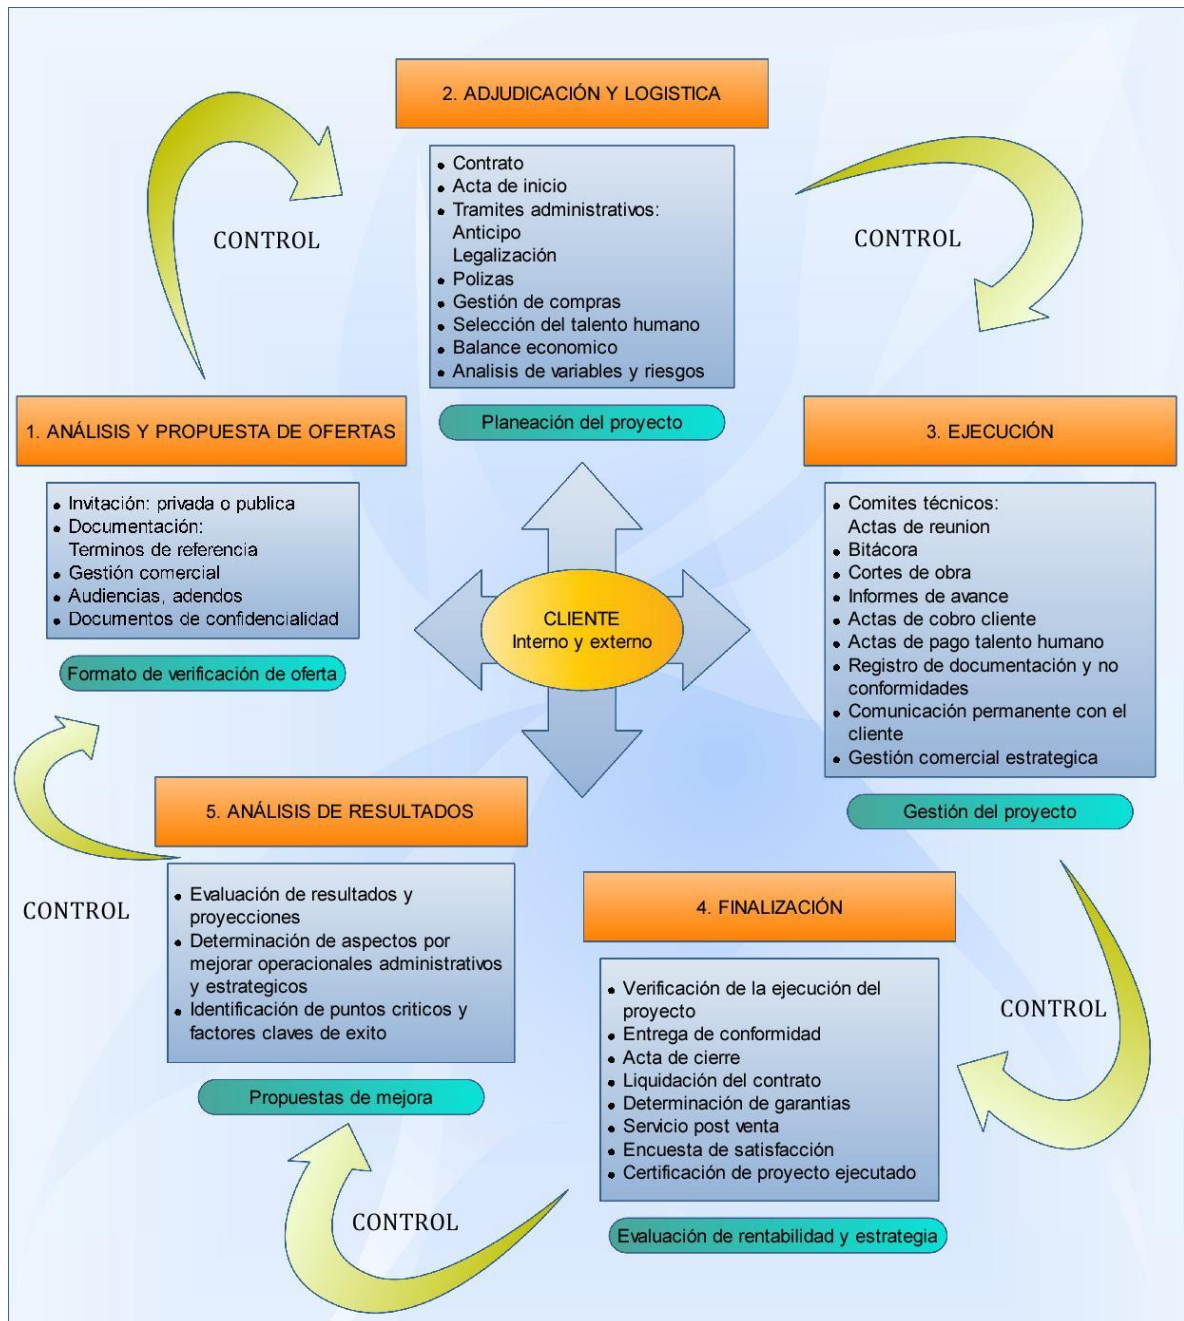 2. ADJUDICACIÓN Y LOGISTICA
Contrato
Acta de inicio
Tramites administrativos:
Anticipo
Legalización
Polizas
Gestión de compras
Selección del talento humano
Balance economico
Analisis de variables y riesgos
Planeación del proyecto
CONTROL
CONTROL
1. ANÁLISIS Y PROPUESTA DE OFERTAS
Invitación: privada o publica
Documentación:
Terminos de referencia
Gestión comercial
Audiencias, adendos
Documentos de confidencialidad
Formato de verificación de oferta
CLIENTE
Interno y externo
3. EJECUCIÓN
Comites técnicos:
Actas de reunion
Bitácora
Cortes de obra
Informes de avance
Actas de cobro cliente
Actas de pago talento humano
Registro de documentación y no
conformidades
Comunicación permanente con el
cliente
Gestión comercial estrategica
Gestión del proyecto
5. ANÁLISIS DE RESULTADOS
Evaluación de resultados y
proyecciones
Determinación de aspectos por
mejorar operacionales administrativos
y estrategicos
Identificación de puntos criticos y
factores claves de exito
Propuestas de mejora
CONTROL
4. FINALIZACIÓN
Verificación de la ejecución del
proyecto
Entrega de conformidad
Acta de cierre
Liquidación del contrato
Determinación de garantias
Servicio post venta
Encuesta de satisfacción
Certificación de proyecto ejecutado
Evaluación de rentabilidad y estrategia
CONTROL
CONTROL